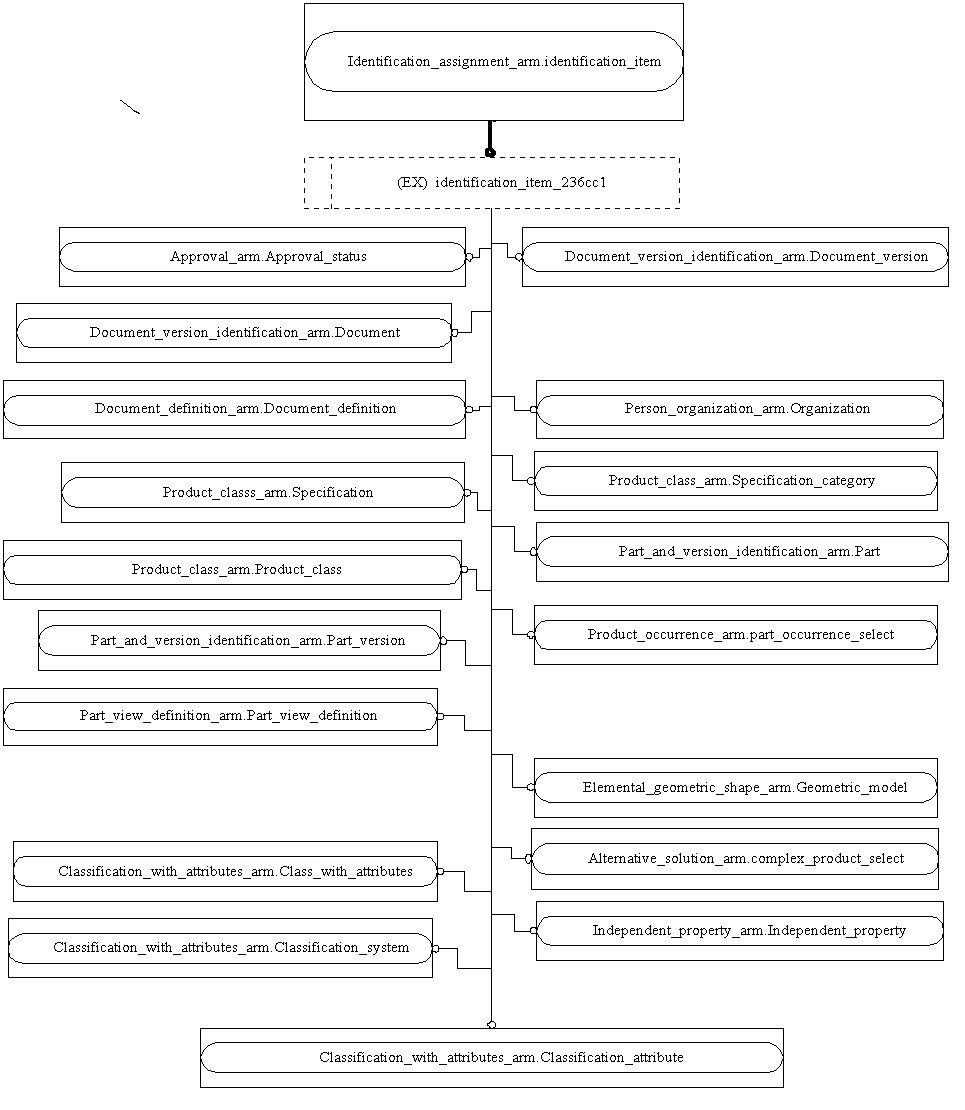 Identification_assignment_arm.identification_item
(EX) identification_item_236cc1
Approval_arm.Approval_status
Document_version_identification_arm.Document_version
Document_version_identification_arm.Document
Document_definition_arm.Document_definition
Person_organization_arm.Organization
Product_class_arm.Specification_category
Product_classs_arm.Specification
Part_and_version_identification_arm.Part
Product_class_arm.Product_class
Product_occurrence_arm.part_occurrence_select
Part_and_version_identification_arm.Part_version
Part_view_definition_arm.Part_view_definition
Elemental_geometric_shape_arm.Geometric_model
Alternative_solution_arm.complex_product_select
Classification_with_attributes_arm.Class_with_attributes
Independent_property_arm.Independent_property
Classification_with_attributes_arm.Classification_system
Classification_with_attributes_arm.Classification_attribute